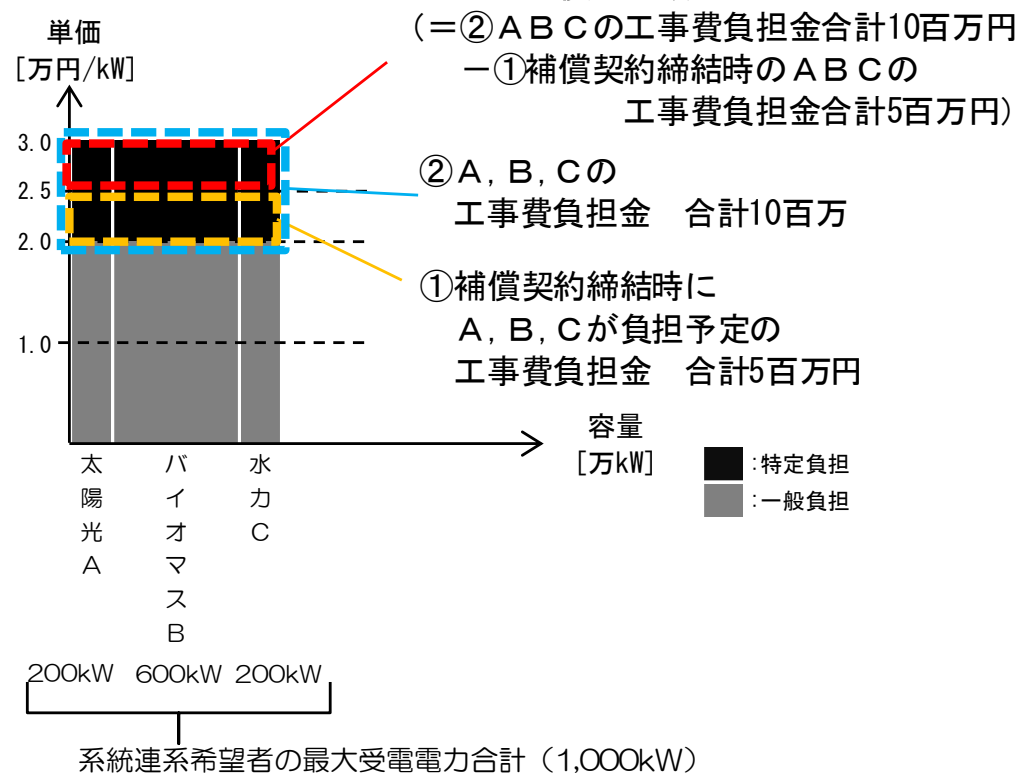 (＝②ＡＢＣの工事費負担金合計10百万円
－①補償契約締結時のＡＢＣの
工事費負担金合計5百万円)
単価
[万円/kW]
3.0
2.5
2.0
1.0
②Ａ,Ｂ,Ｃの
工事費負担金　合計10百万
①補償契約締結時に
Ａ,Ｂ,Ｃが負担予定の
工事費負担金　合計5百万円
容量
[万kW]
:特定負担
:一般負担
太陽光Ａ
バイオマスＢ
水力Ｃ
200kW 600kW 200kW
系統連系希望者の最大受電電力合計（1,000kW）